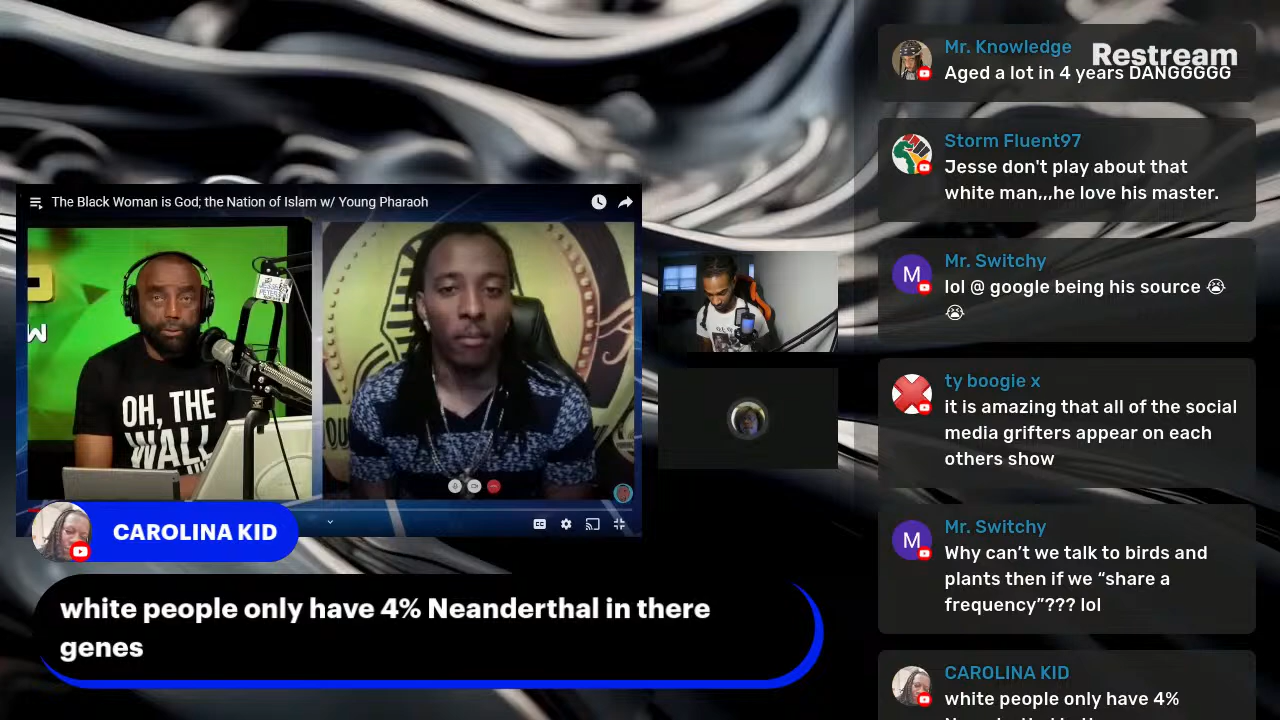 The Black Woman is God; the Nation of Islam w/ Young Pharaoh
OH, THE
WALL
CAROLINA KID
white people only have 4% Neanderthal in there
genes
Restream
Mr. Knowledge
Aged a lot in 4 years DANGGGGG
Storm Fluent97
Jesse don't play about that
white man,,,he love his master.
M
Mr. Switchy
lol @ google being his source 😭
😭
ty boogie x
it is amazing that all of the social
media grifters appear on each
others show
M
Mr. Switchy
Why can’t we talk to birds and
plants then if we “share a
frequency”??? lol
CAROLINA KID
white people only have 4%